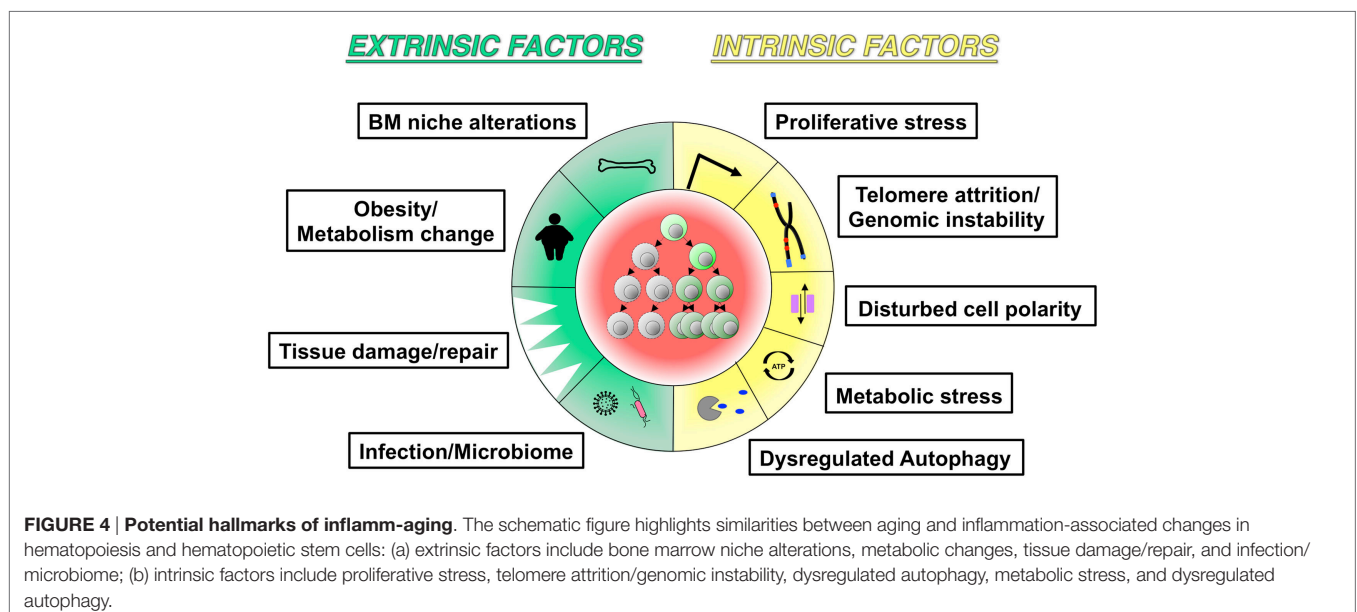 EXTRINSIC FACTORS
INTRINSIC FACTORS
BM niche alterations
Proliferative stress
Obesity/
Metabolism change
Telomere attrition/
Genomic instability
Tissue damage/repair
Disturbed cell polarity
ATP
Metabolic stress
Infection/Microbiome
Dysregulated Autophagy
FIGURE 4 | Potential hallmarks of inflamm-aging. The schematic figure highlights similarities between aging and inflammation-associated changes in
hematopoiesis and hematopoietic stem cells: (a) extrinsic factors include bone marrow niche alterations, metabolic changes, tissue damage/repair, and infection/
microbiome; (b) intrinsic factors include proliferative stress, telomere attrition/genomic instability, dysregulated autophagy, metabolic stress, and dysregulated
autophagy.